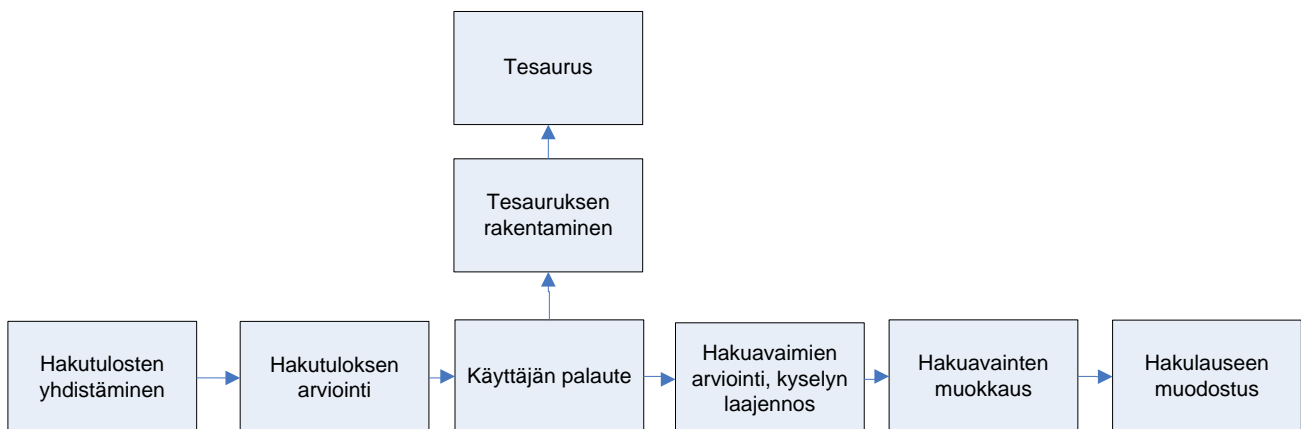 Tesaurus
Tesauruksen
rakentaminen
Hakutulosten
yhdistäminen
Hakutuloksen
arviointi
Käyttäjän palaute
Hakuavaimien
arviointi, kyselyn
laajennos
Hakuavainten
muokkaus
Hakulauseen
muodostus